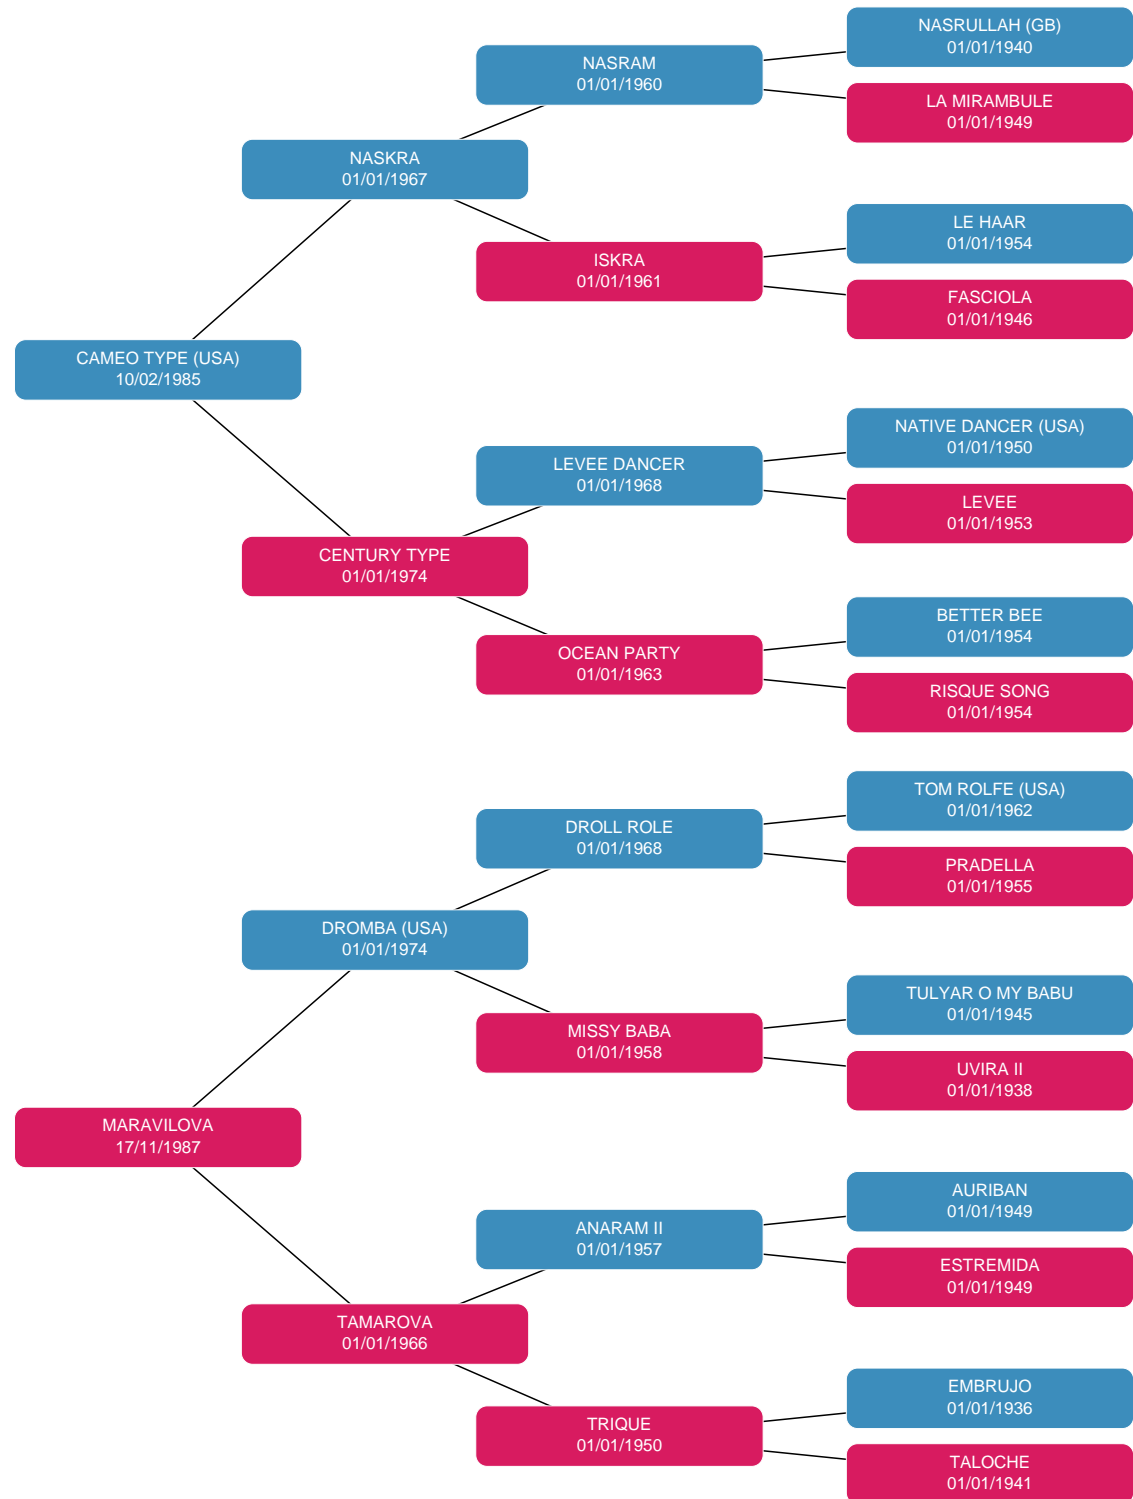 NASRULLAH (GB)
01/01/1940
NASRAM
01/01/1960
LA MIRAMBULE
01/01/1949
NASKRA
01/01/1967
LE HAAR
01/01/1954
ISKRA
01/01/1961
FASCIOLA
01/01/1946
CAMEO TYPE (USA)
10/02/1985
NATIVE DANCER (USA)
01/01/1950
LEVEE DANCER
01/01/1968
LEVEE
01/01/1953
CENTURY TYPE
01/01/1974
BETTER BEE
01/01/1954
OCEAN PARTY
01/01/1963
RISQUE SONG
01/01/1954
TOM ROLFE (USA)
01/01/1962
DROLL ROLE
01/01/1968
PRADELLA
01/01/1955
DROMBA (USA)
01/01/1974
TULYAR O MY BABU
01/01/1945
MISSY BABA
01/01/1958
UVIRA II
01/01/1938
MARAVILOVA
17/11/1987
AURIBAN
01/01/1949
ANARAM II
01/01/1957
ESTREMIDA
01/01/1949
TAMAROVA
01/01/1966
EMBRUJO
01/01/1936
TRIQUE
01/01/1950
TALOCHE
01/01/1941